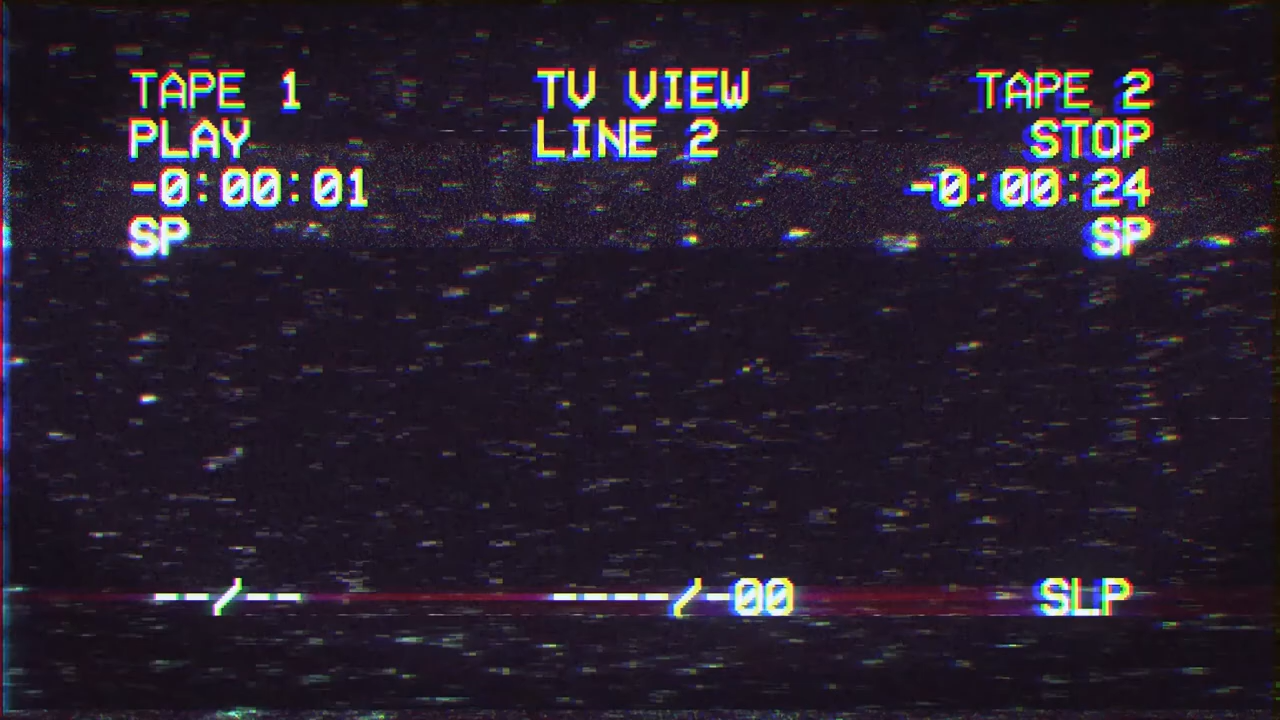 TAPE 1
PLAY
-0:00:01
SP
TV VIEW
LINE 2
TAPE 2
STOP
-0:00:24
SP
--/-- ----/-00 SLP